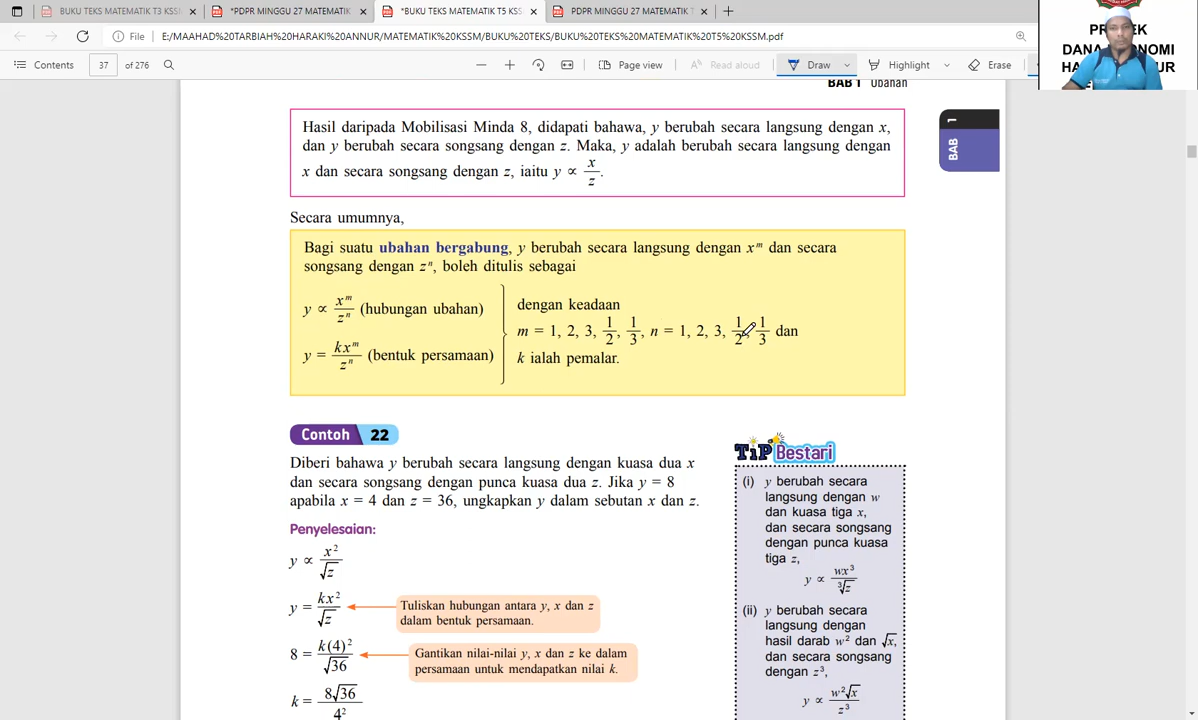 BUKU TEKS MATEMATIK T3 KSSM
*PDPR MINGGU 27 MATEMATIK
*BUKU TEKS MATEMATIK T5 KSS
PDPR MINGGU 27 MATEMATIK T
File E:/MAAHAD%20TARBIAH%20HARAKI%20ANNUR/MATEMATIK%20KSSM/BUKU%20TEKS/BUKU%20TEKS%20MATEMATIK%20T5%20KSSM.pdf
Contents 37 of 276 Page view Read aloud Draw Highlight Erase
BAB 1 Ubahan
BAB 1
Hasil daripada Mobilisasi Minda 8, didapati bahawa, y berubah secara langsung dengan x,
dan y berubah secara songsang dengan z. Maka, y adalah berubah secara langsung dengan
x dan secara songsang dengan z, iaitu y ∝ x/z.
Secara umumnya,
Bagi suatu ubahan bergabung, y berubah secara langsung dengan xᵐ dan secara
songsang dengan zⁿ, boleh ditulis sebagai
y ∝ xᵐ/zⁿ (hubungan ubahan)
y = kxᵐ/zⁿ (bentuk persamaan)
dengan keadaan
m = 1, 2, 3, 1/2, 1/3, n = 1, 2, 3, 1/2, 1/3 dan
k ialah pemalar.
Contoh 22
Diberi bahawa y berubah secara langsung dengan kuasa dua x
dan secara songsang dengan punca kuasa dua z. Jika y = 8
apabila x = 4 dan z = 36, ungkapkan y dalam sebutan x dan z.
Penyelesaian:
y ∝ x²/√z
y = kx²/√z
Tuliskan hubungan antara y, x dan z
dalam bentuk persamaan.
8 = k(4)²/√36
Gantikan nilai-nilai y, x dan z ke dalam
persamaan untuk mendapatkan nilai k.
k = 8√36/4²
TiP Bestari
(i) y berubah secara
langsung dengan w
dan kuasa tiga x,
dan secara songsang
dengan punca kuasa
tiga z,
y ∝ wx³/∛z
(ii) y berubah secara
langsung dengan
hasil darab w² dan √x,
dan secara songsang
dengan z³,
y ∝ w²√x/z³